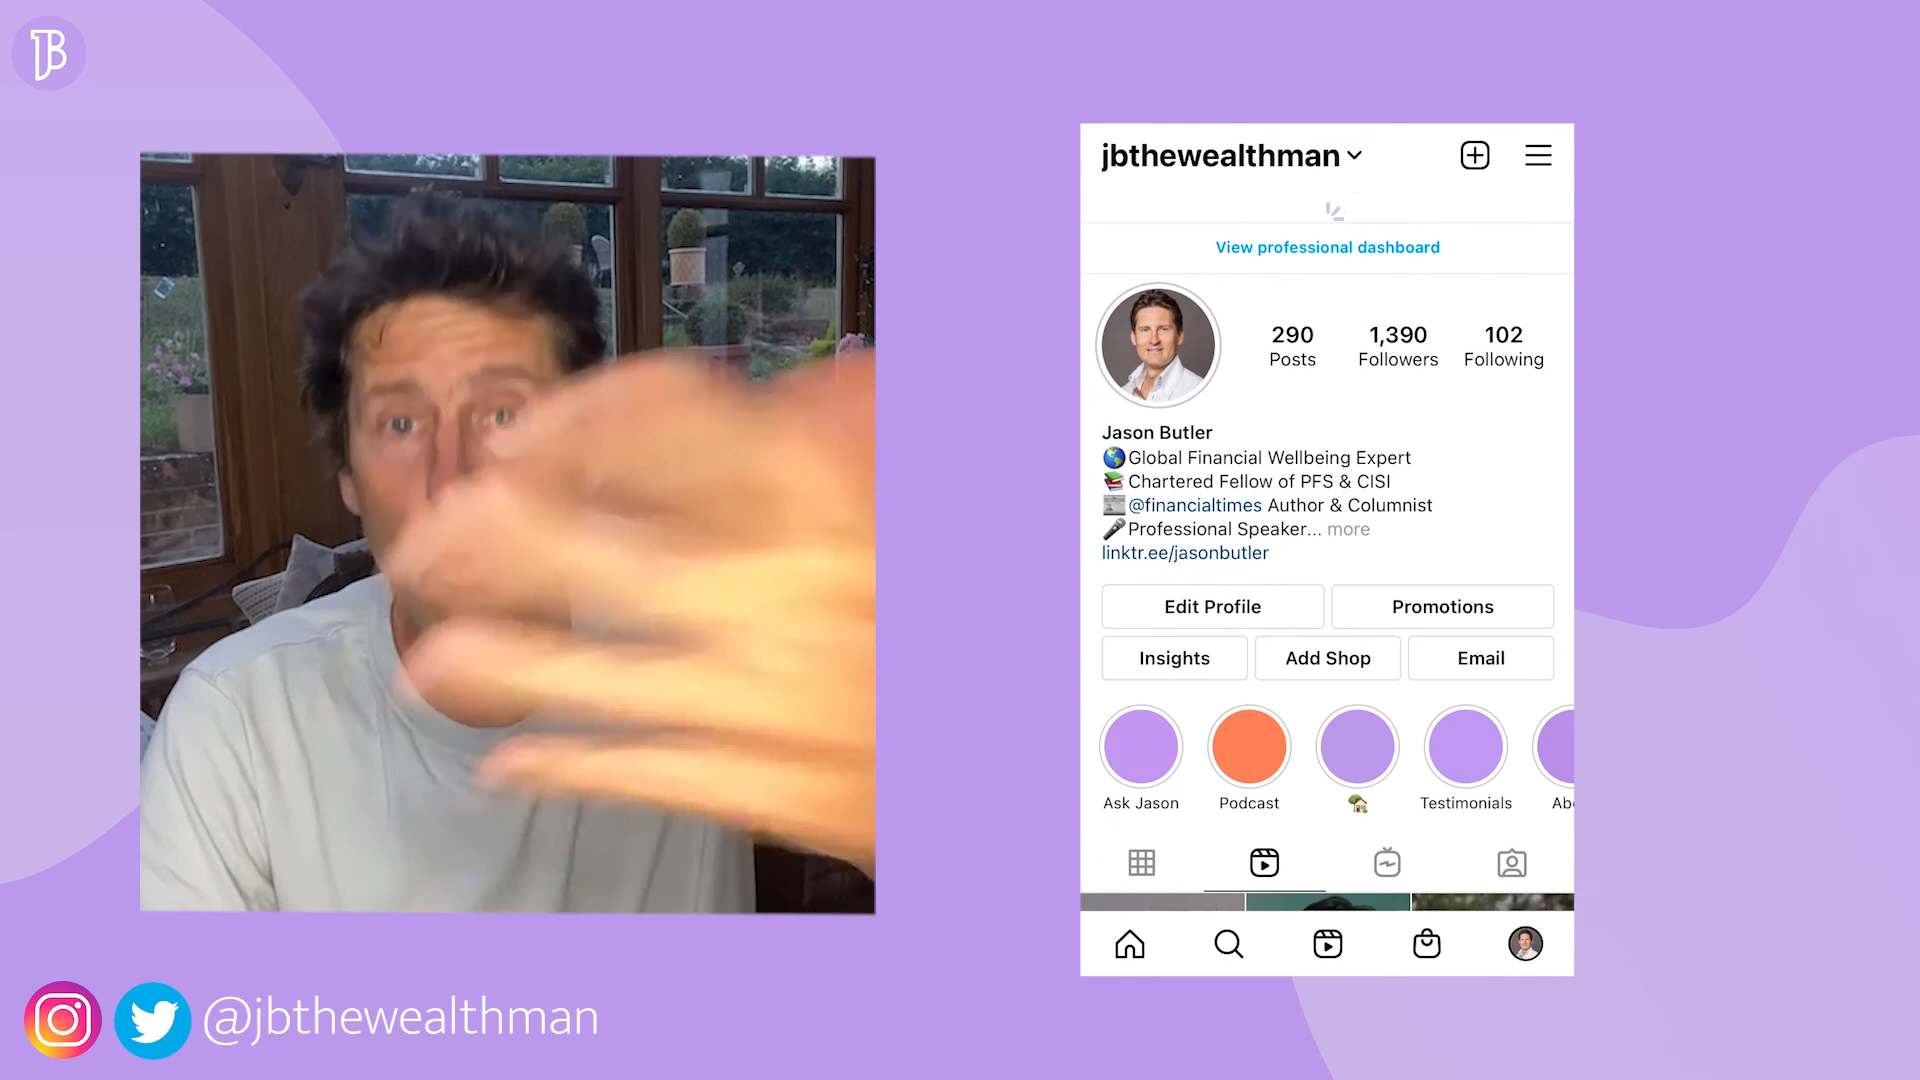 JB
jbthewealthman
View professional dashboard
290
Posts
1,390
Followers
102
Following
Jason Butler
🌎Global Financial Wellbeing Expert
📚Chartered Fellow of PFS & CISI
📰@financialtimes Author & Columnist
🎤Professional Speaker... more
linktr.ee/jasonbutler
Edit Profile
Promotions
Insights
Add Shop
Email
Ask Jason
Podcast
🏡
Testimonials
Ab
@jbthewealthman